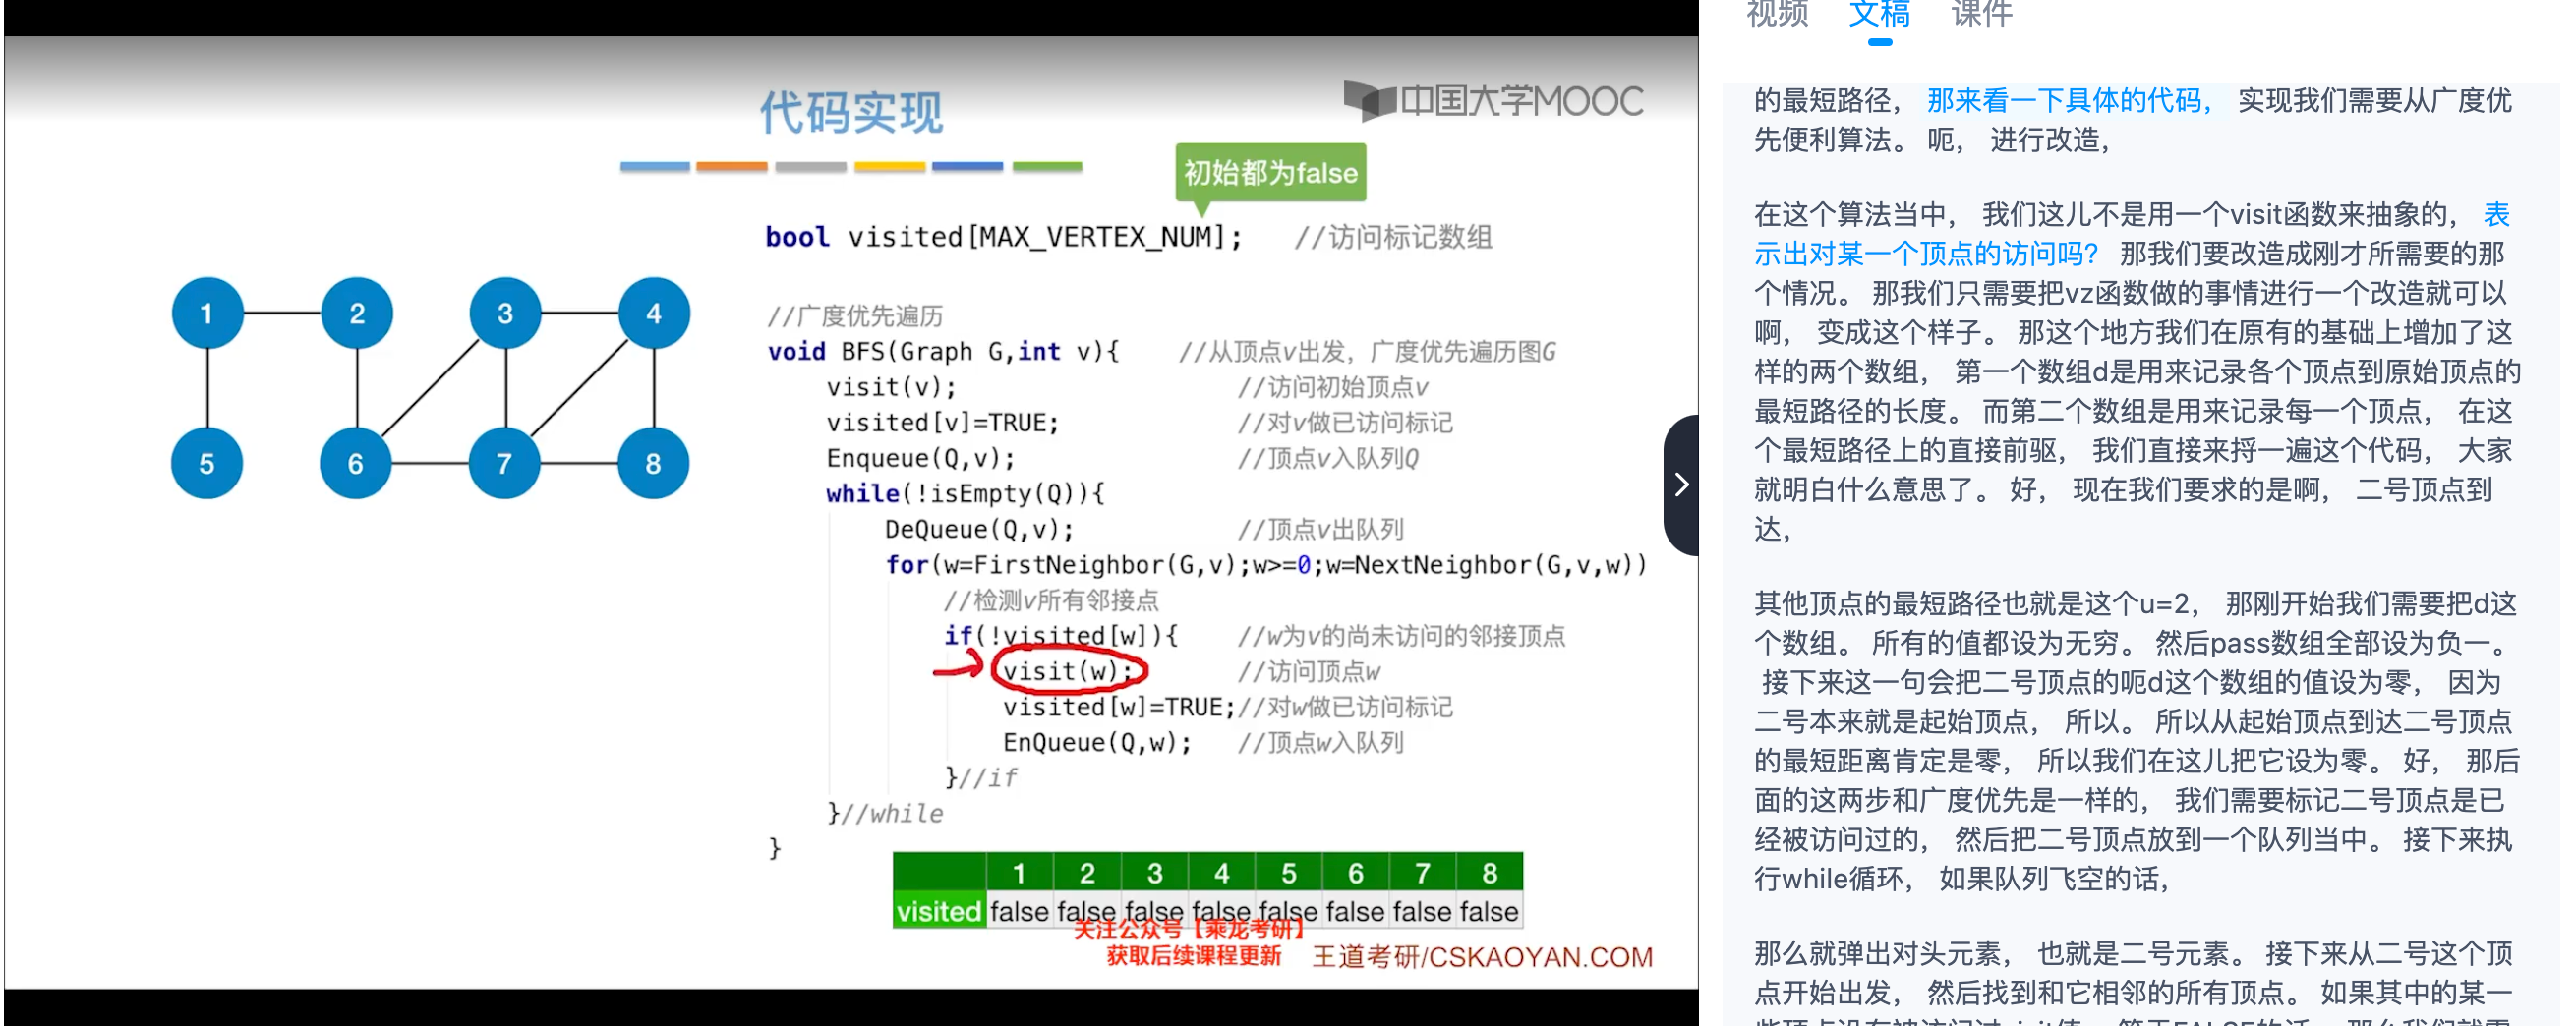 代码实现
中国大学MOOC
初始都为false
bool visited[MAX_VERTEX_NUM]; //访问标记数组
//广度优先遍历
void BFS(Graph G,int v){ //从顶点v出发，广度优先遍历图G
visit(v); //访问初始顶点v
visited[v]=TRUE; //对v做已访问标记
Enqueue(Q,v); //顶点v入队列Q
while(!isEmpty(Q)){
DeQueue(Q,v); //顶点v出队列
for(w=FirstNeighbor(G,v);w>=0;w=NextNeighbor(G,v,w))
//检测v所有邻接点
if(!visited[w]){ //w为v的尚未访问的邻接顶点
visit(w); //访问顶点w
visited[w]=TRUE;//对w做已访问标记
EnQueue(Q,w); //顶点w入队列
}//if
}//while
}
1 2 3 4
5 6 7 8
1 2 3 4 5 6 7 8
visited false false false false false false false false
关注公众号【乘龙考研】
获取后续课程更新
王道考研/CSKAOYAN.COM
视频 文稿 课件
的最短路径， 那来看一下具体的代码， 实现我们需要从广度优
先便利算法。 呃， 进行改造，
在这个算法当中， 我们这儿不是用一个visit函数来抽象的， 表
示出对某一个顶点的访问吗? 那我们要改造成刚才所需要的那
个情况。 那我们只需要把vz函数做的事情进行一个改造就可以
啊， 变成这个样子。 那这个地方我们在原有的基础上增加了这
样的两个数组， 第一个数组d是用来记录各个顶点到原始顶点的
最短路径的长度。 而第二个数组是用来记录每一个顶点， 在这
个最短路径上的直接前驱， 我们直接来捋一遍这个代码， 大家
就明白什么意思了。 好， 现在我们要求的是啊， 二号顶点到
达，
其他顶点的最短路径也就是这个u=2， 那刚开始我们需要把d这
个数组。 所有的值都设为无穷。 然后pass数组全部设为负一。
接下来这一句会把二号顶点的呃d这个数组的值设为零， 因为
二号本来就是起始顶点， 所以。 所以从起始顶点到达二号顶点
的最短距离肯定是零， 所以我们在这儿把它设为零。 好， 那后
面的这两步和广度优先是一样的， 我们需要标记二号顶点是已
经被访问过的， 然后把二号顶点放到一个队列当中。 接下来执
行while循环， 如果队列飞空的话，
那么就弹出对头元素， 也就是二号元素。 接下来从二号这个顶
点开始出发， 然后找到和它相邻的所有顶点。 如果其中的某一